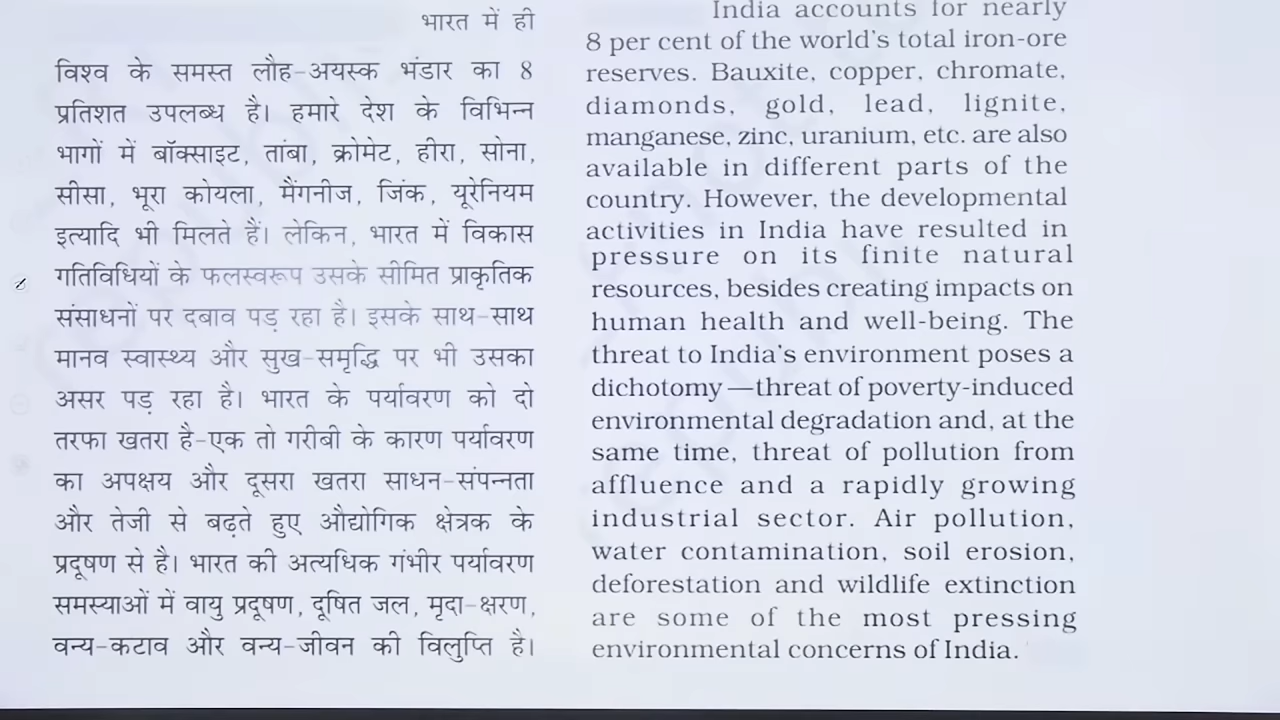 भारत में ही
विश्व के समस्त लौह-अयस्क भंडार का 8
प्रतिशत उपलब्ध है। हमारे देश के विभिन्न
भागों में बॉक्साइट, तांबा, क्रोमेट, हीरा, सोना,
सीसा, भूरा कोयला, मैंगनीज, जिंक, यूरेनियम
इत्यादि भी मिलते हैं। लेकिन, भारत में विकास
गतिविधियों के फलस्वरूप उसके सीमित प्राकृतिक
संसाधनों पर दबाव पड़ रहा है। इसके साथ-साथ
मानव स्वास्थ्य और सुख-समृद्धि पर भी उसका
असर पड़ रहा है। भारत के पर्यावरण को दो
तरफा खतरा है-एक तो गरीबी के कारण पर्यावरण
का अपक्षय और दूसरा खतरा साधन-संपन्नता
और तेजी से बढ़ते हुए औद्योगिक क्षेत्रक के
प्रदूषण से है। भारत की अत्यधिक गंभीर पर्यावरण
समस्याओं में वायु प्रदूषण, दूषित जल, मृदा-क्षरण,
वन्य-कटाव और वन्य-जीवन की विलुप्ति है।
India accounts for nearly
8 per cent of the world's total iron-ore
reserves. Bauxite, copper, chromate,
diamonds, gold, lead, lignite,
manganese, zinc, uranium, etc. are also
available in different parts of the
country. However, the developmental
activities in India have resulted in
pressure on its finite natural
resources, besides creating impacts on
human health and well-being. The
threat to India's environment poses a
dichotomy—threat of poverty-induced
environmental degradation and, at the
same time, threat of pollution from
affluence and a rapidly growing
industrial sector. Air pollution,
water contamination, soil erosion,
deforestation and wildlife extinction
are some of the most pressing
environmental concerns of India.